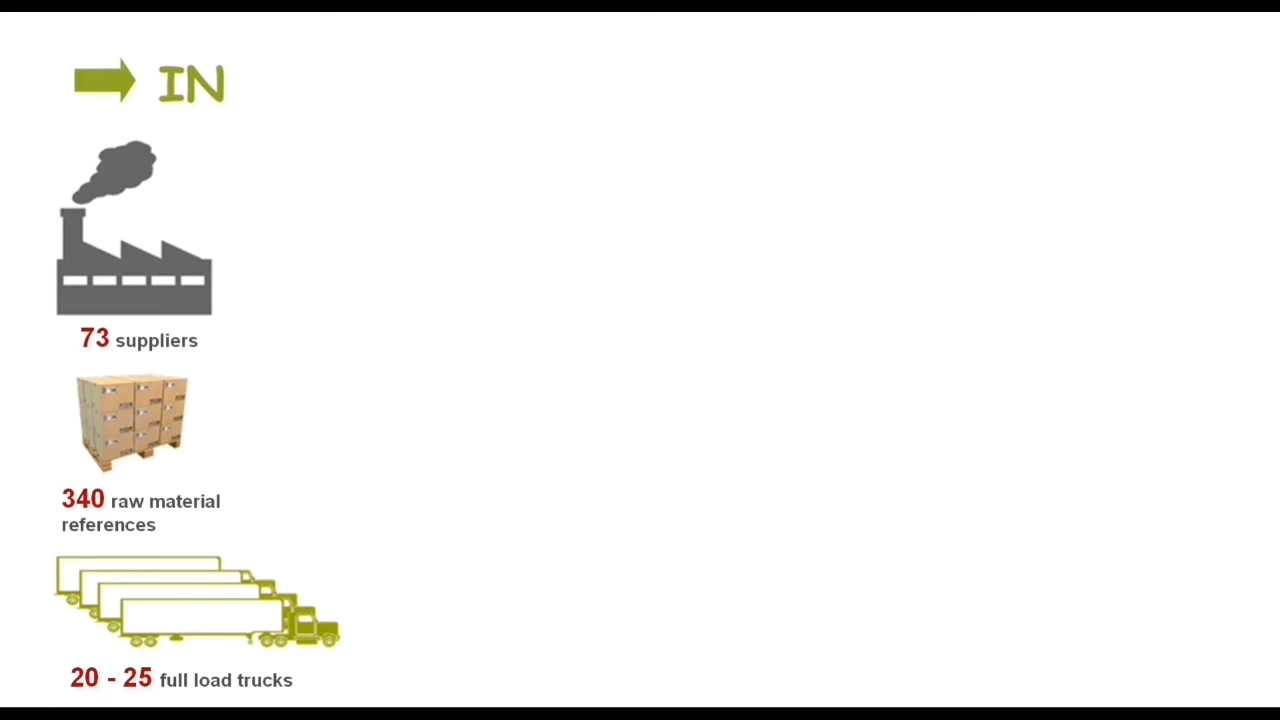 IN
73 suppliers
340 raw material
references
20 - 25 full load trucks